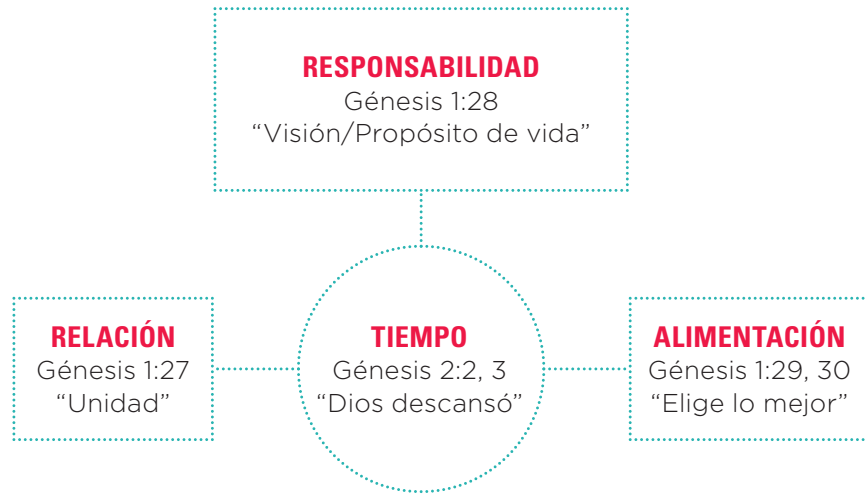 RESPONSABILIDAD
Génesis 1:28
“Visión/Propósito de vida”
RELACIÓN
Génesis 1:27
“Unidad”
TIEMPO
Génesis 2:2, 3
“Dios descansó”
ALIMENTACIÓN
Génesis 1:29, 30
“Elige lo mejor”